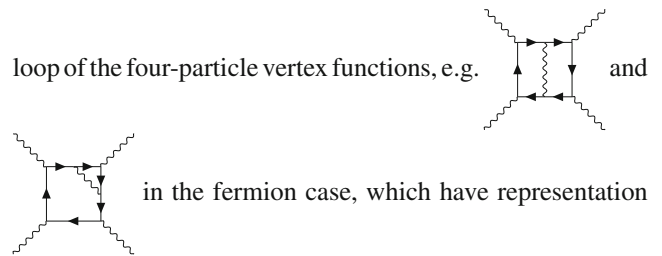 loop of the four-particle vertex functions, e.g. and
in the fermion case, which have representation